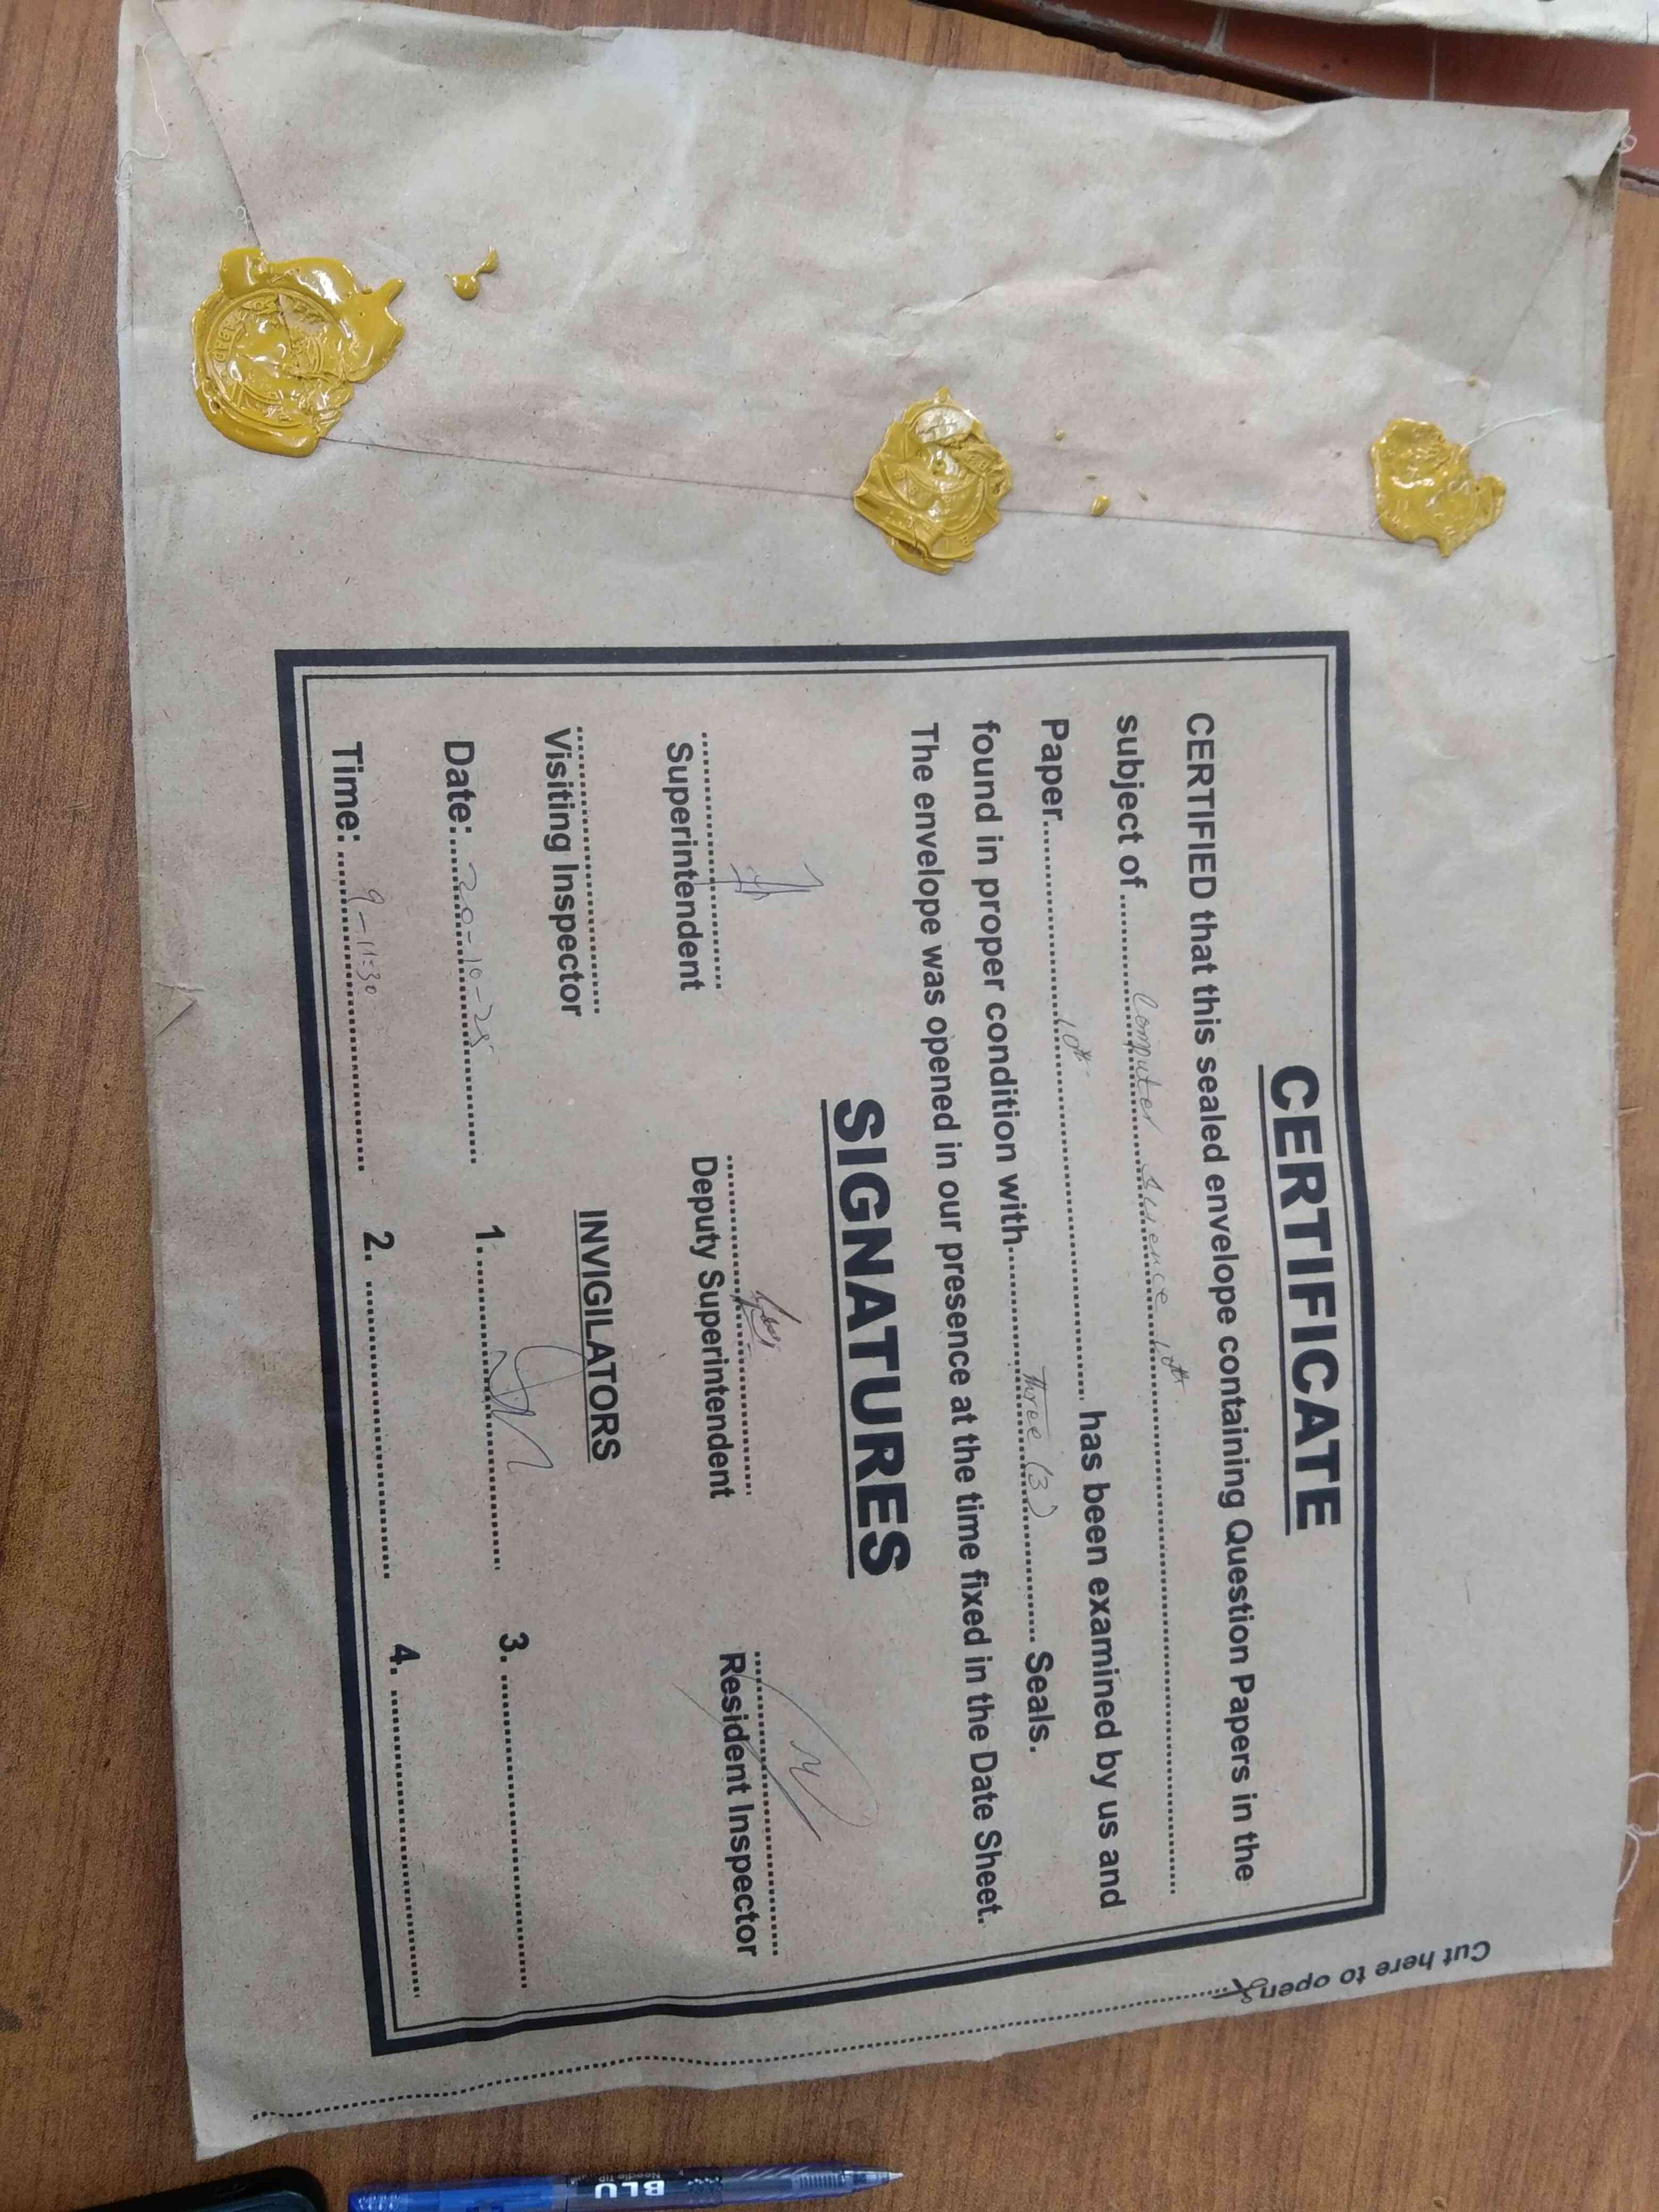 CERTIFICATE
CERTIFIED that this sealed envelope containing Question Papers in the
subject of.......... Computer Science 10th ..........
Paper.......... 10th .......... has been examined by us and
found in proper condition with.......... Three (3) .......... Seals.
The envelope was opened in our presence at the time fixed in the Date Sheet.
SIGNATURES
Superintendent Deputy Superintendent Resident Inspector
Visiting Inspector INVIGILATORS
Date: 20-10-25 1. 3.
Time: 9-11:30 2. 4.
Cut here to open
BLU
Needle Tip